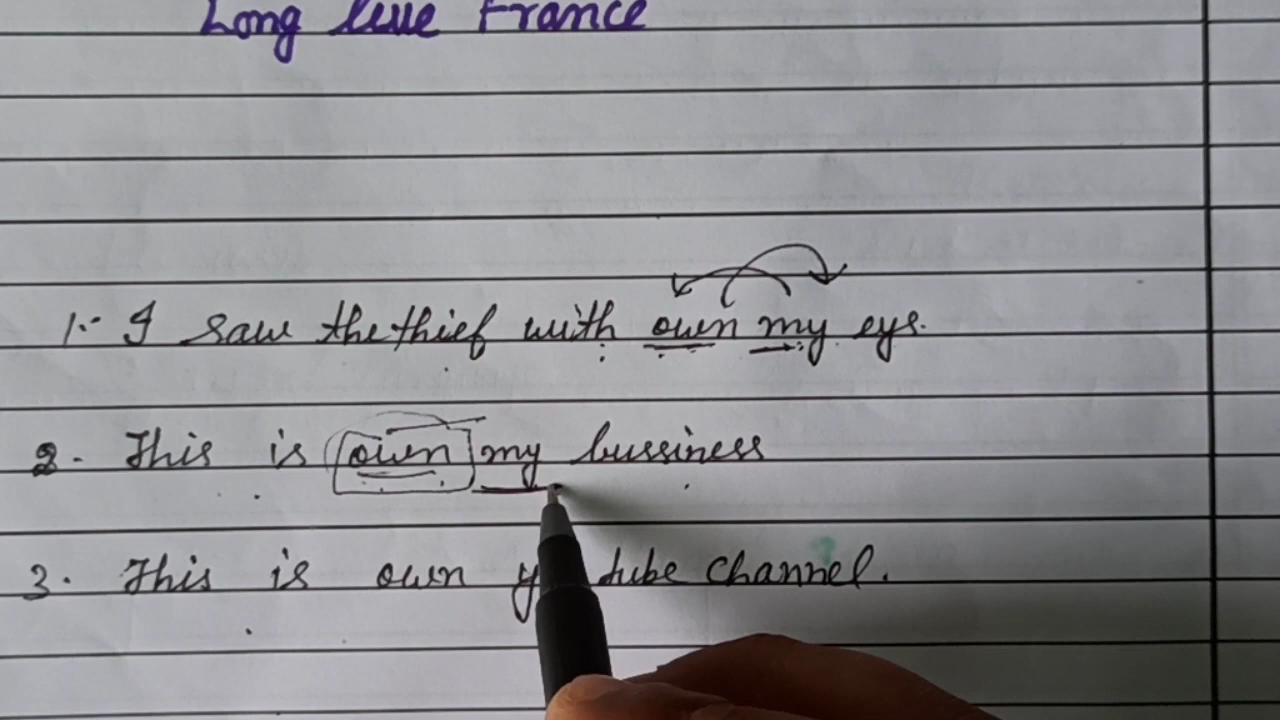 Long live France
1:- I saw the thief with own my eys.
2. This is own my bussiness
3. This is own tube channel.